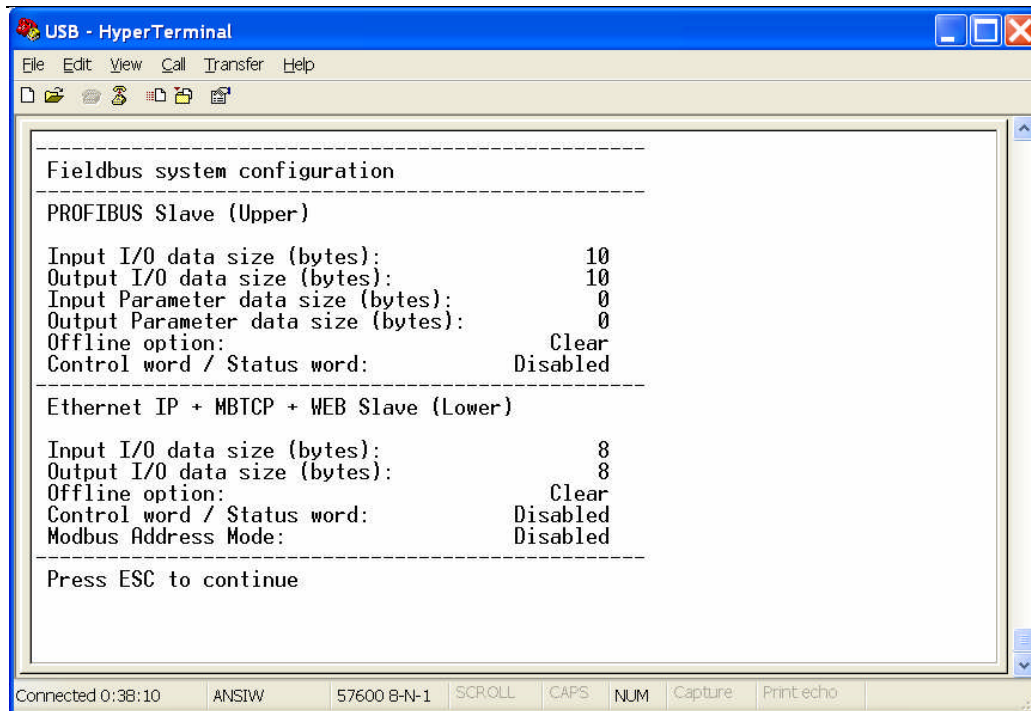 USB - HyperTerminal
File Edit View Call Transfer Help
Fieldbus system configuration
PROFIBUS Slave (Upper)
Input I/O data size (bytes): 10
Output I/O data size (bytes): 10
Input Parameter data size (bytes): 0
Output Parameter data size (bytes): 0
Offline option: Clear
Control word / Status word: Disabled
Ethernet IP + MBTCP + WEB Slave (Lower)
Input I/O data size (bytes): 8
Output I/O data size (bytes): 8
Offline option: Clear
Control word / Status word: Disabled
Modbus Address Mode: Disabled
Press ESC to continue
Connected 0:38:10 ANSIW 57600 8-N-1 SCROLL CAPS NUM Capture Print echo